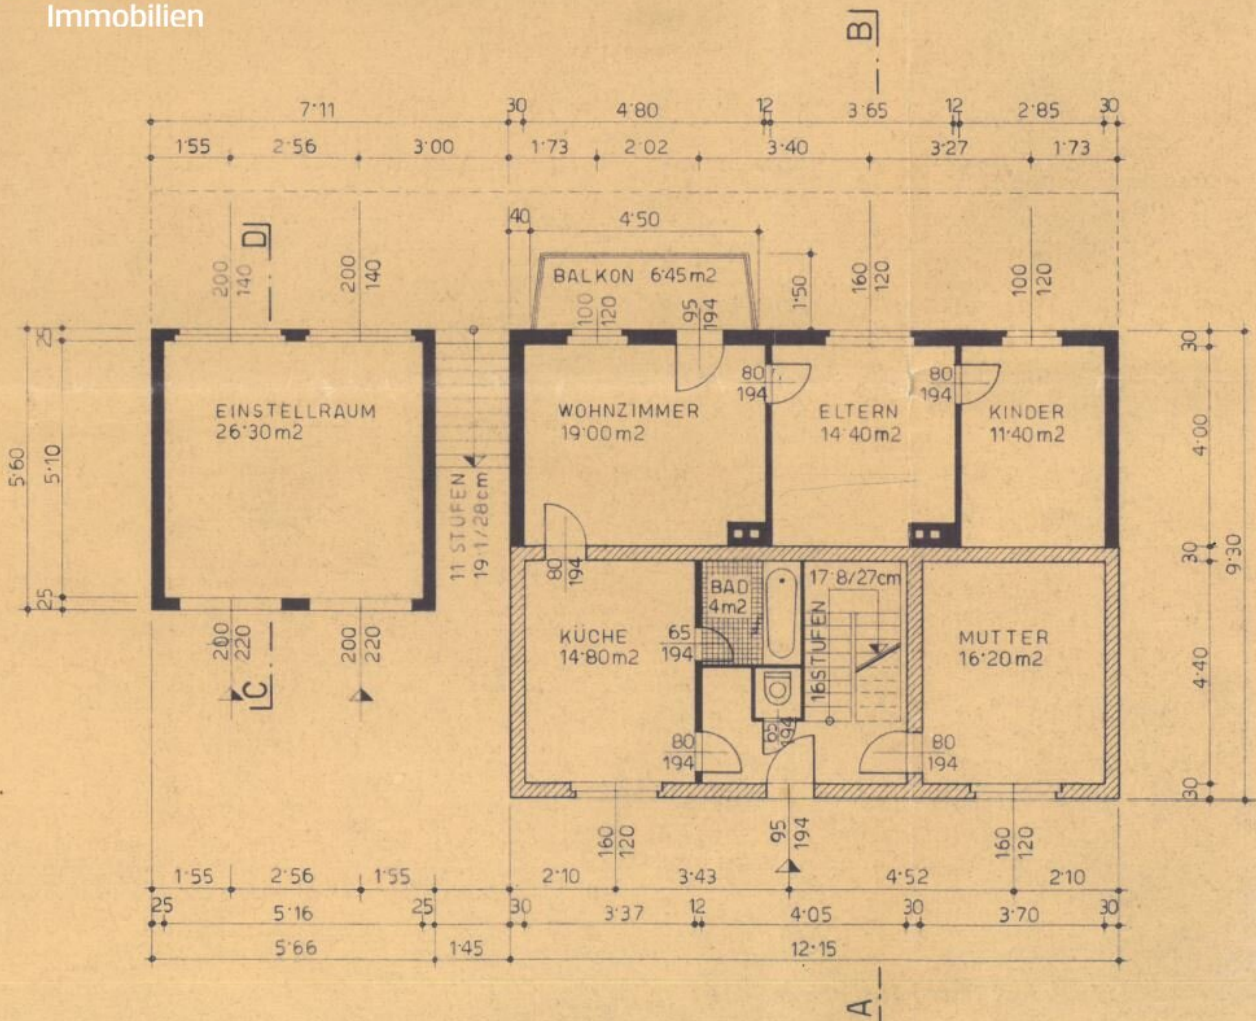 Immobilien
B
7·11 30 4·80 12 3·65 12 2·85 30
1·55 2·56 3·00 1·73 2·02 3·40 3·27 1·73
40 4·50
D
200
140
200
140
BALKON 6·45m2
1·50
100
120
95
194
160
120
100
120
25
5·10
25
5·60
EINSTELLRAUM
26·30m2
11 STUFEN
19·1/28cm
WOHNZIMMER
19·00m2
80
194
ELTERN
14·40m2
80
194
KINDER
11·40m2
30
4·00
30
4·40
30
9·30
80
194
KÜCHE
14·80m2
65
194
BAD
4m2
17·8/27cm
16 STUFEN
MUTTER
16·20m2
200
220
200
220
C
80
194
65
194
80
194
160
120
95
194
160
120
1·55 2·56 1·55 2·10 3·43 4·52 2·10
25 5·16 25 30 3·37 12 4·05 30 3·70 30
5·66 1·45 12·15
A